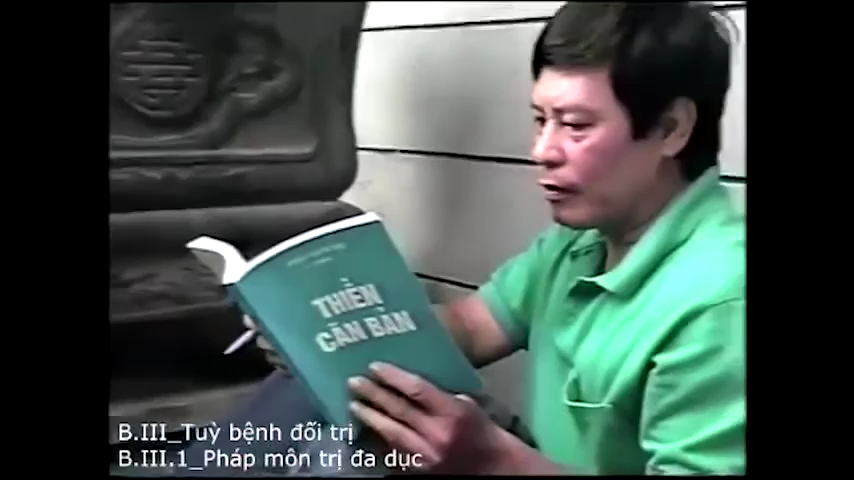 THIỀN
CĂN BẢN
B.III_Tuỳ bệnh đối trị
B.III.1_Pháp môn trị đa dục